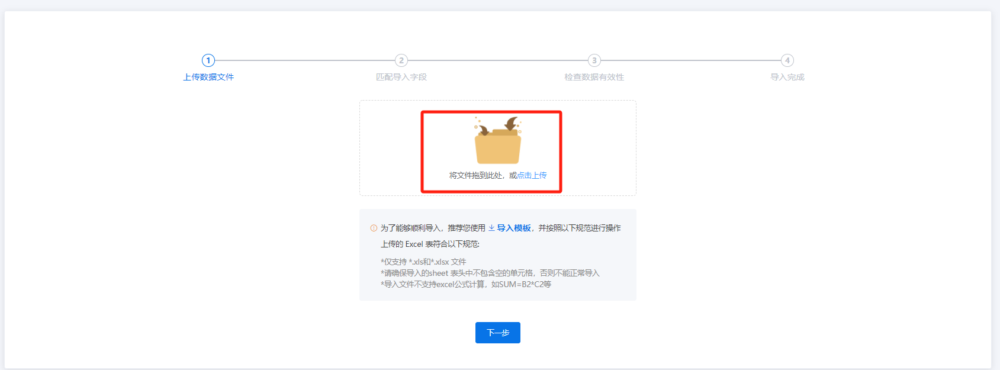 1
2
3
4
上传数据文件
匹配导入字段
检查数据有效性
导入完成
将文件拖到此处，或点击上传
为了能够顺利导入，推荐您使用 导入模板，并按照以下规范进行操作
上传的 Excel 表符合以下规范:
*仅支持 *.xls和*.xlsx 文件
*请确保导入的sheet 表头中不包含空的单元格，否则不能正常导入
*导入文件不支持excel公式计算，如SUM=B2*C2等
下一步